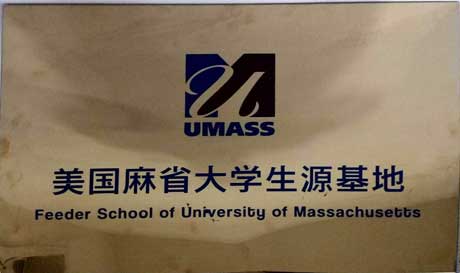 UMASS
美国麻省大学生源基地
Feeder School of University of Massachusetts